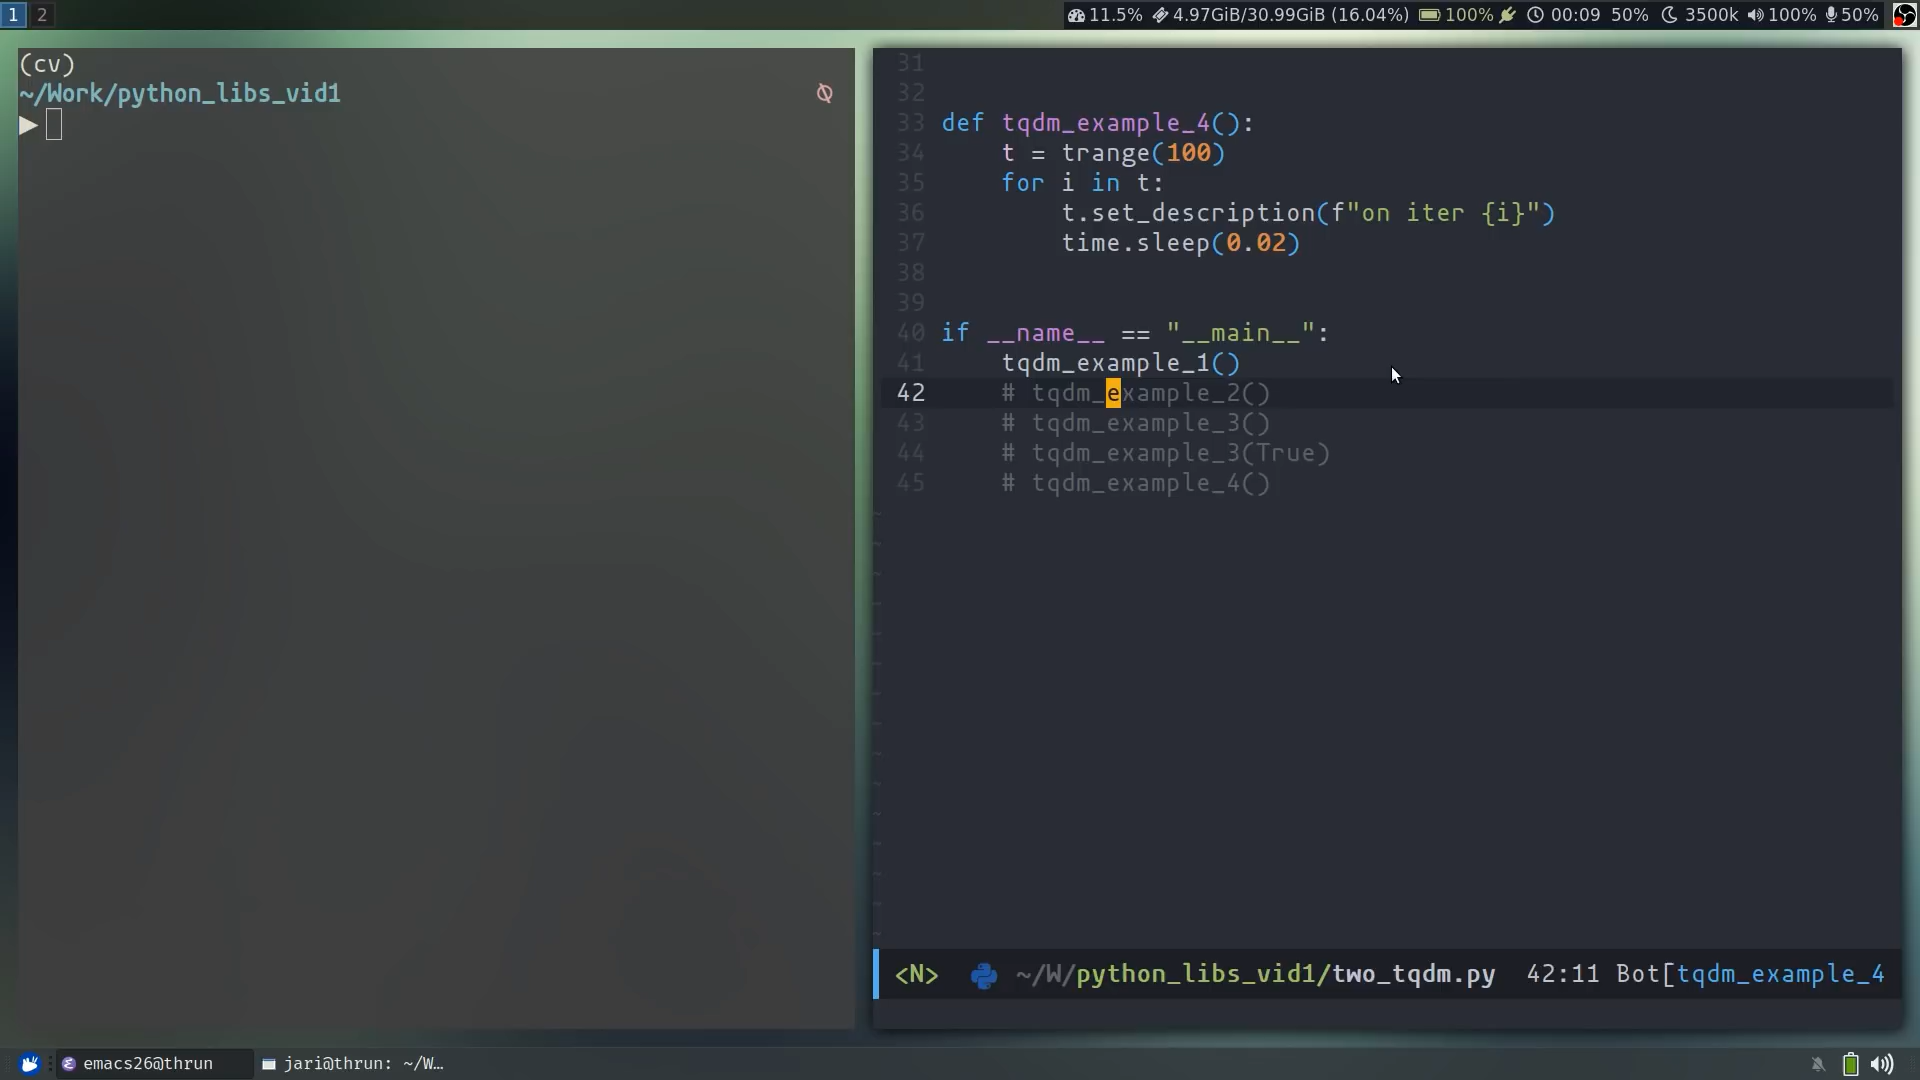 1 2
11.5% 4.97GiB/30.99GiB (16.04%) 100% 00:09 50% 3500k 100% 50%
(cv)
~/Work/python_libs_vid1
31
32
33 def tqdm_example_4():
34     t = trange(100)
35     for i in t:
36         t.set_description(f"on iter {i}")
37         time.sleep(0.02)
38
39
40 if __name__ == "__main__":
41     tqdm_example_1()
42     # tqdm_example_2()
43     # tqdm_example_3()
44     # tqdm_example_3(True)
45     # tqdm_example_4()
<N> ~/W/python_libs_vid1/two_tqdm.py 42:11 Bot[tqdm_example_4
emacs26@thrun jari@thrun: ~/W...